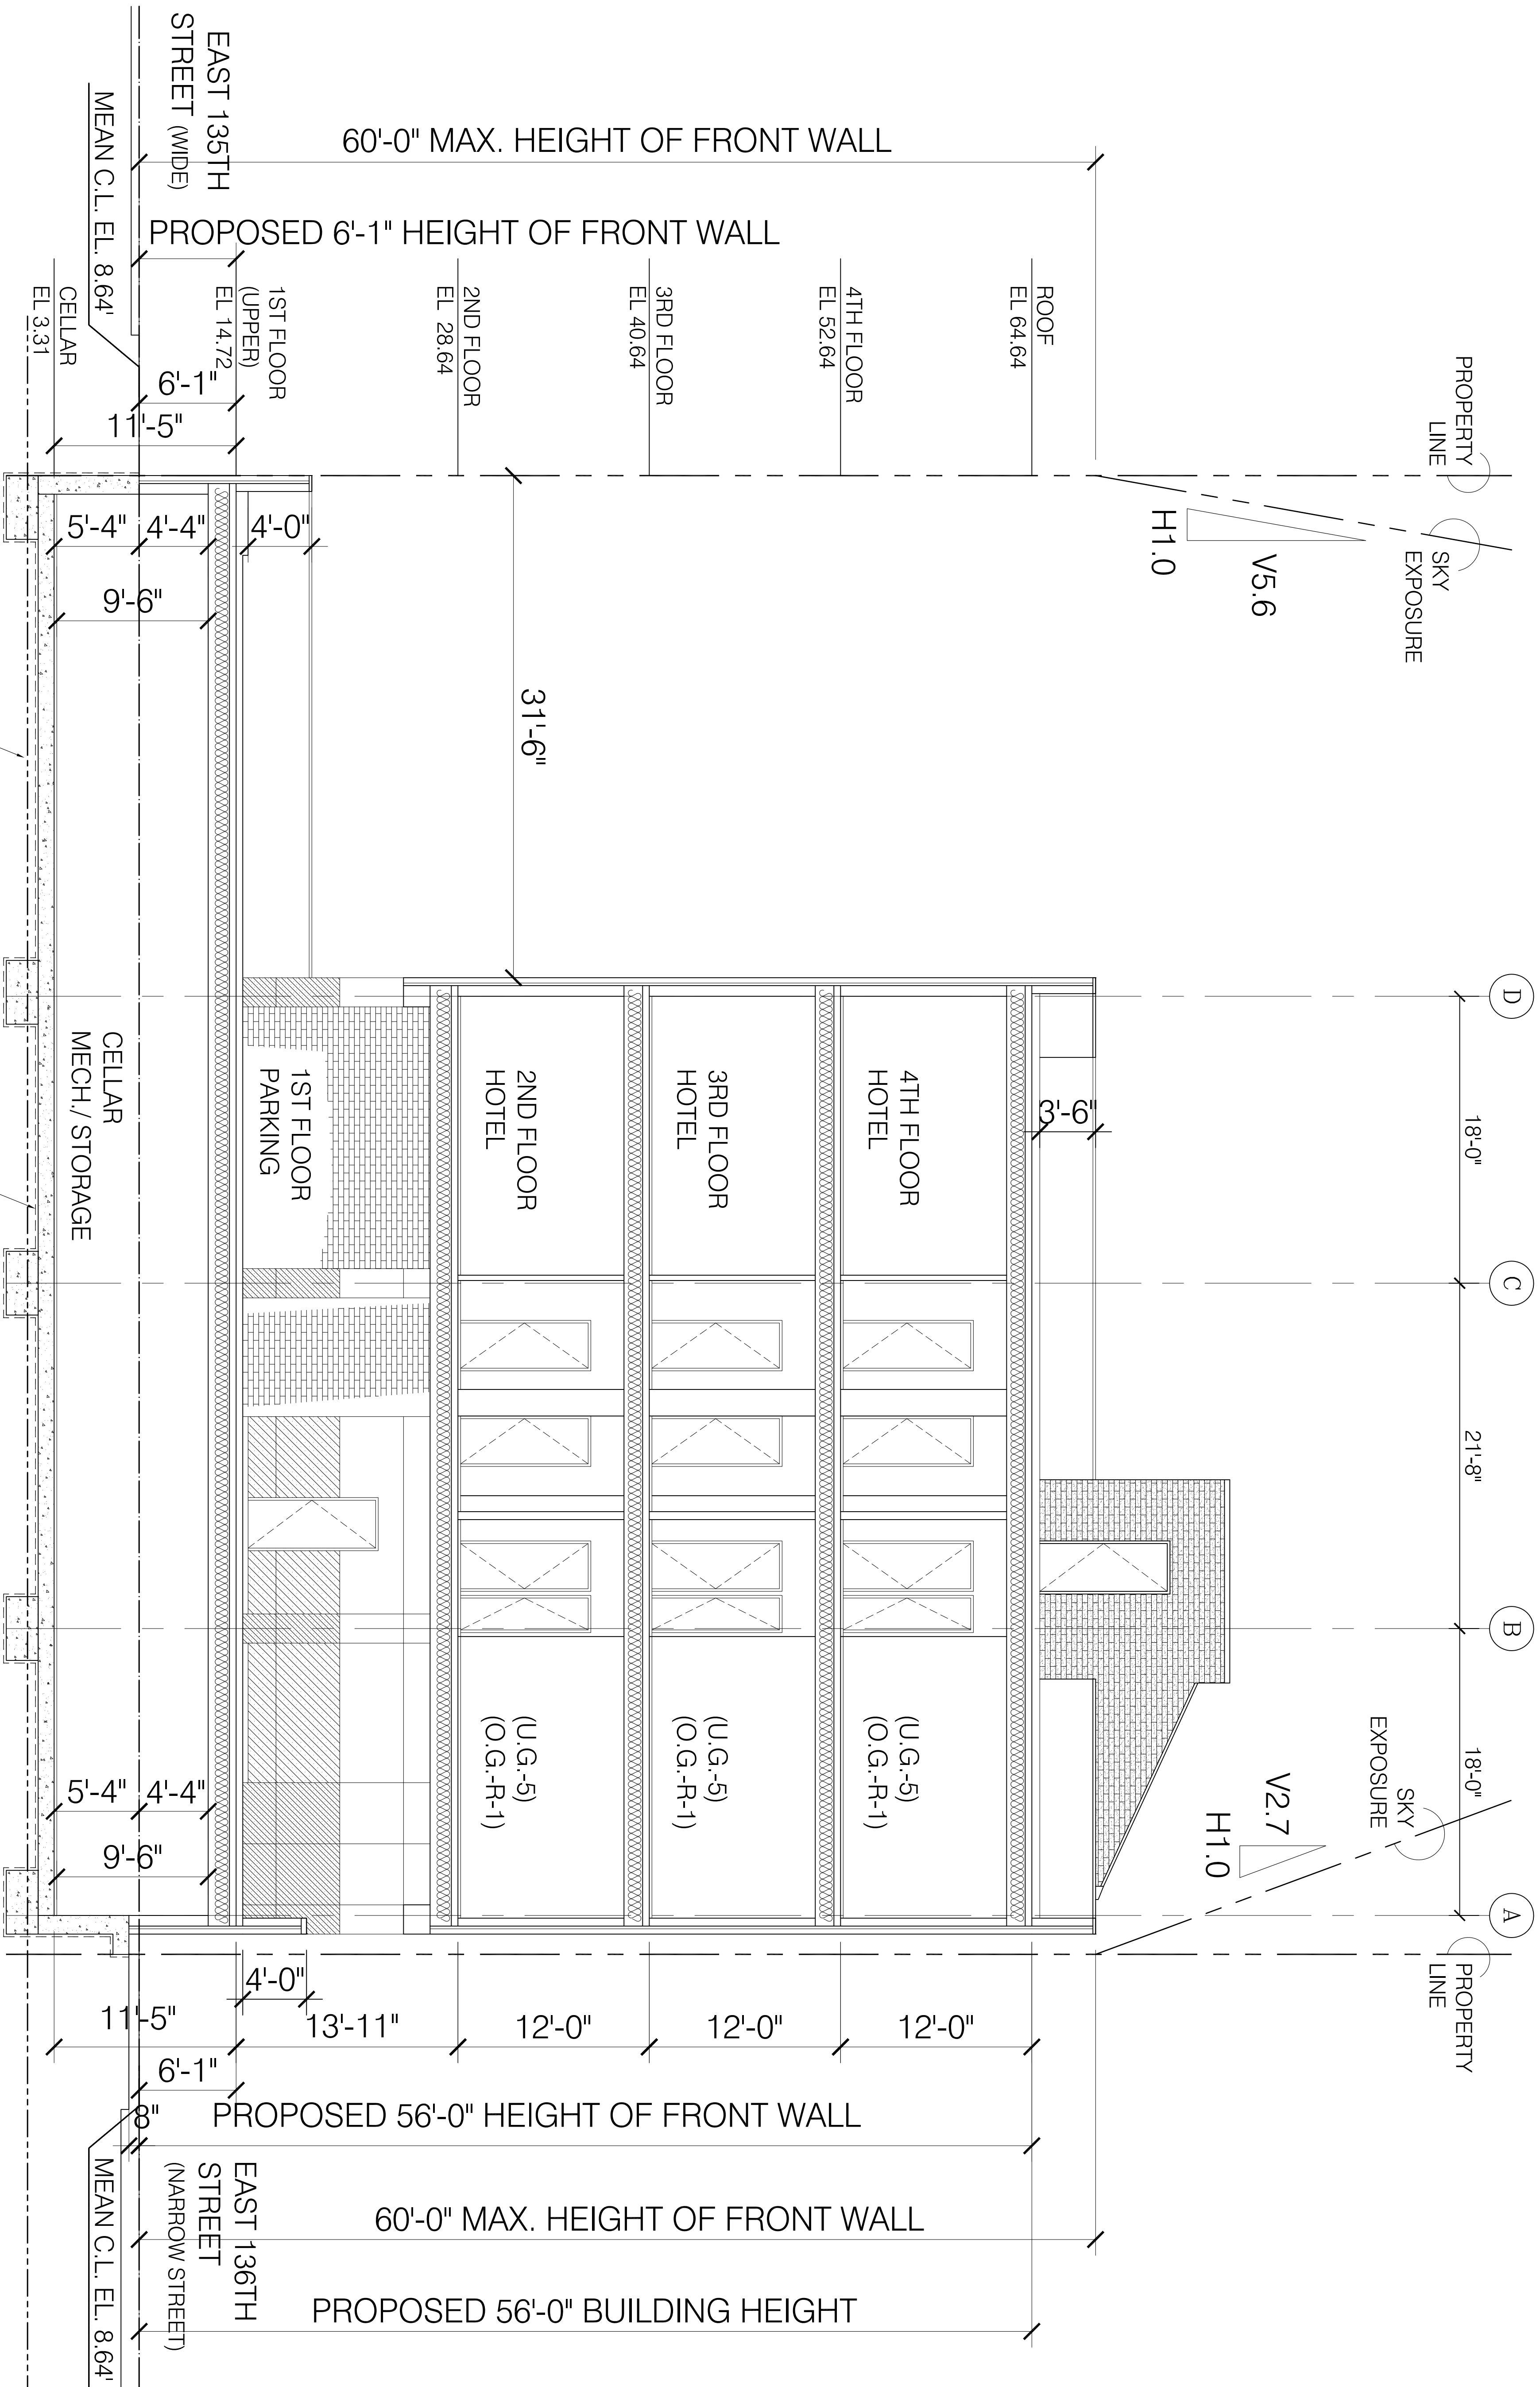 PROPERTY
LINE
SKY
EXPOSURE
V5.6
H1.0
D
18'-0"
C
21'-8"
B
18'-0"
A
SKY
EXPOSURE
V2.7
H1.0
PROPERTY
LINE
60'-0" MAX. HEIGHT OF FRONT WALL
PROPOSED 6'-1" HEIGHT OF FRONT WALL
ROOF
EL 64.64
4TH FLOOR
EL 52.64
3RD FLOOR
EL 40.64
2ND FLOOR
EL 28.64
1ST FLOOR
(UPPER)
EL 14.72
CELLAR
EL 3.31
EAST 135TH
STREET (WIDE)
MEAN C.L. EL. 8.64'
6'-1"
11'-5"
5'-4"
4'-4"
4'-0"
9'-6"
31'-6"
3'-6"
4TH FLOOR
HOTEL
(U.G.-5)
(O.G.-R-1)
3RD FLOOR
HOTEL
(U.G.-5)
(O.G.-R-1)
2ND FLOOR
HOTEL
(U.G.-5)
(O.G.-R-1)
1ST FLOOR
PARKING
CELLAR
MECH./ STORAGE
5'-4"
4'-4"
9'-6"
4'-0"
11'-5"
13'-11"
12'-0"
12'-0"
12'-0"
6'-1"
8"
PROPOSED 56'-0" HEIGHT OF FRONT WALL
60'-0" MAX. HEIGHT OF FRONT WALL
PROPOSED 56'-0" BUILDING HEIGHT
EAST 136TH
STREET
(NARROW STREET)
MEAN C.L. EL. 8.64'